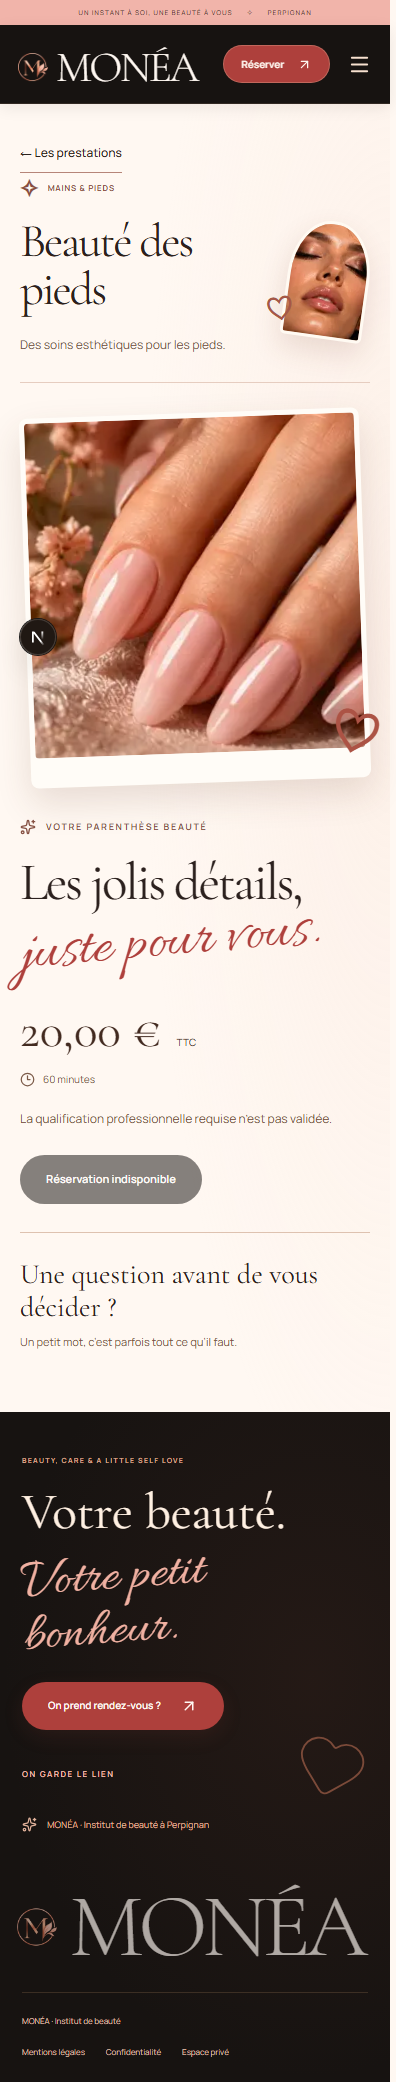 UN INSTANT À SOI, UNE BEAUTÉ À VOUS ✧ PERPIGNAN
M MONÉA
Réserver
← Les prestations
MAINS & PIEDS
Beauté des
pieds
Des soins esthétiques pour les pieds.
N
VOTRE PARENTHÈSE BEAUTÉ
Les jolis détails,
juste pour vous.
20,00 € TTC
60 minutes
La qualification professionnelle requise n'est pas validée.
Réservation indisponible
Une question avant de vous
décider ?
Un petit mot, c'est parfois tout ce qu'il faut.
BEAUTY, CARE & A LITTLE SELF LOVE
Votre beauté.
Votre petit
bonheur.
On prend rendez-vous ?
ON GARDE LE LIEN
MONÉA · Institut de beauté à Perpignan
M MONÉA
MONÉA · Institut de beauté
Mentions légales Confidentialité Espace privé